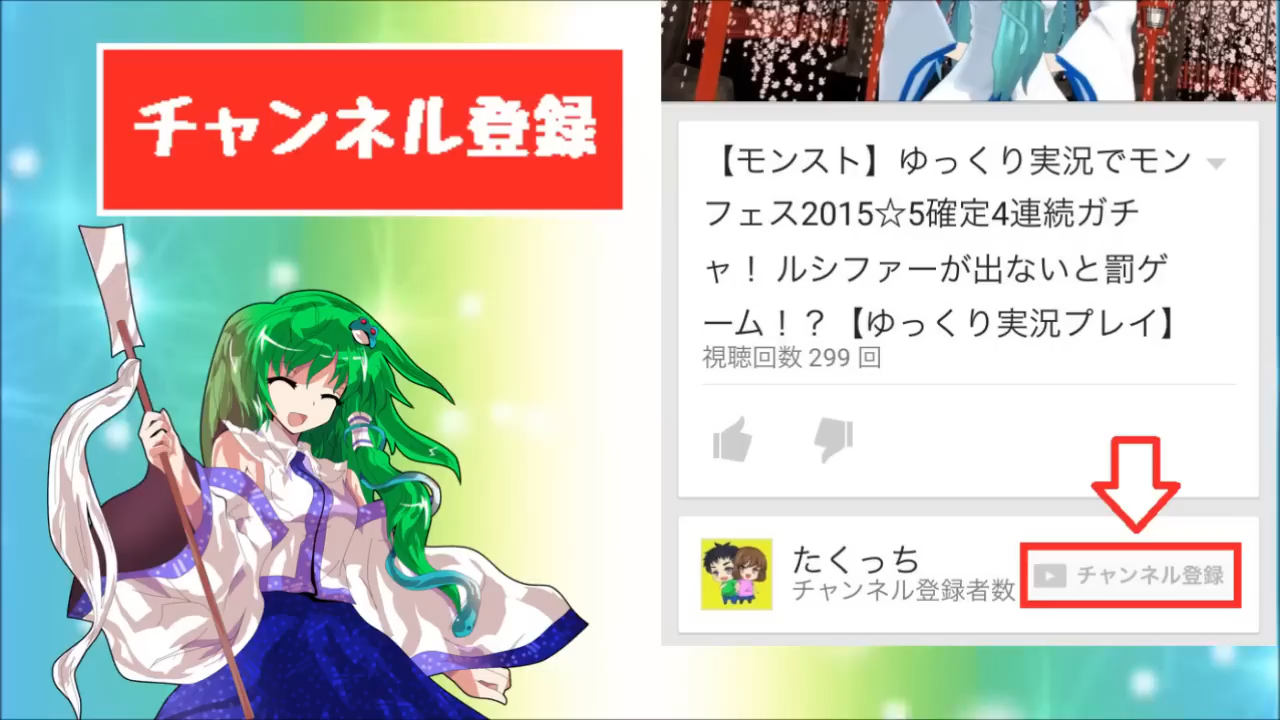 チャンネル登録
【モンスト】ゆっくり実況でモン
フェス2015☆5確定4連続ガチ
ャ！ルシファーが出ないと罰ゲ
ーム！？【ゆっくり実況プレイ】
視聴回数 299 回
たくっち
チャンネル登録者数
チャンネル登録